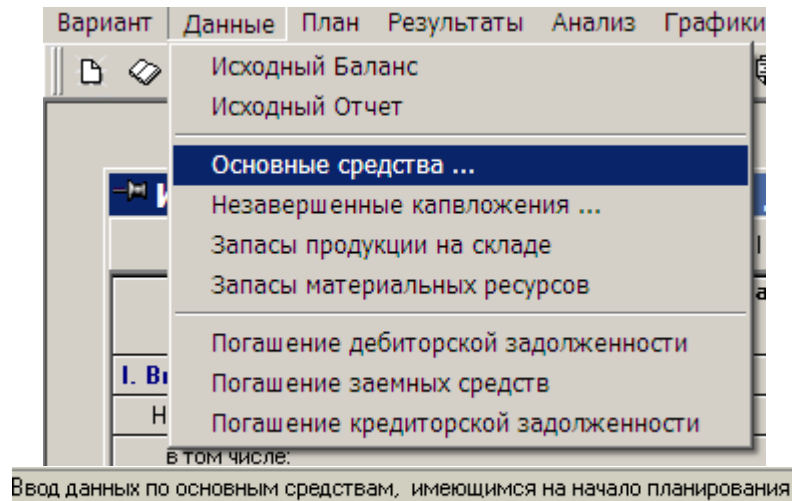 Вариант Данные План Результаты Анализ Графики
Исходный Баланс
Исходный Отчет
Основные средства ...
Незавершенные капвложения ...
Запасы продукции на складе
Запасы материальных ресурсов
Погашение дебиторской задолженности
Погашение заемных средств
Погашение кредиторской задолженности
в том числе:
Ввод данных по основным средствам, имеющимся на начало планирования